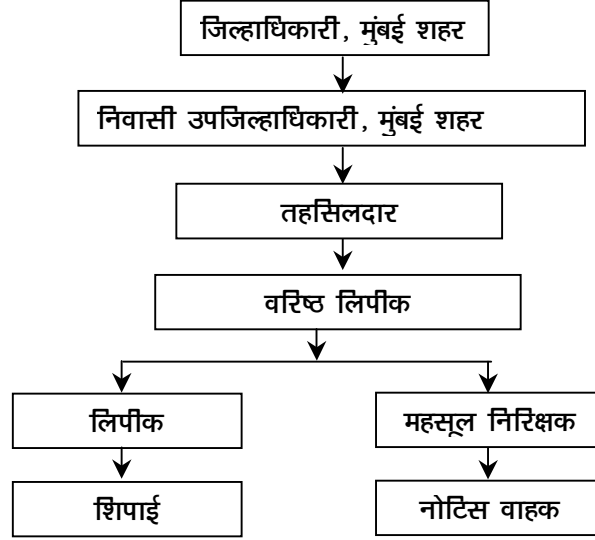 जिल्हाधिकारी, मुंबई शहर
निवासी उपजिल्हाधिकारी, मुंबई शहर
तहसिलदार
वरिष्ठ लिपीक
लिपीक
महसूल निरिक्षक
शिपाई
नोटिस वाहक